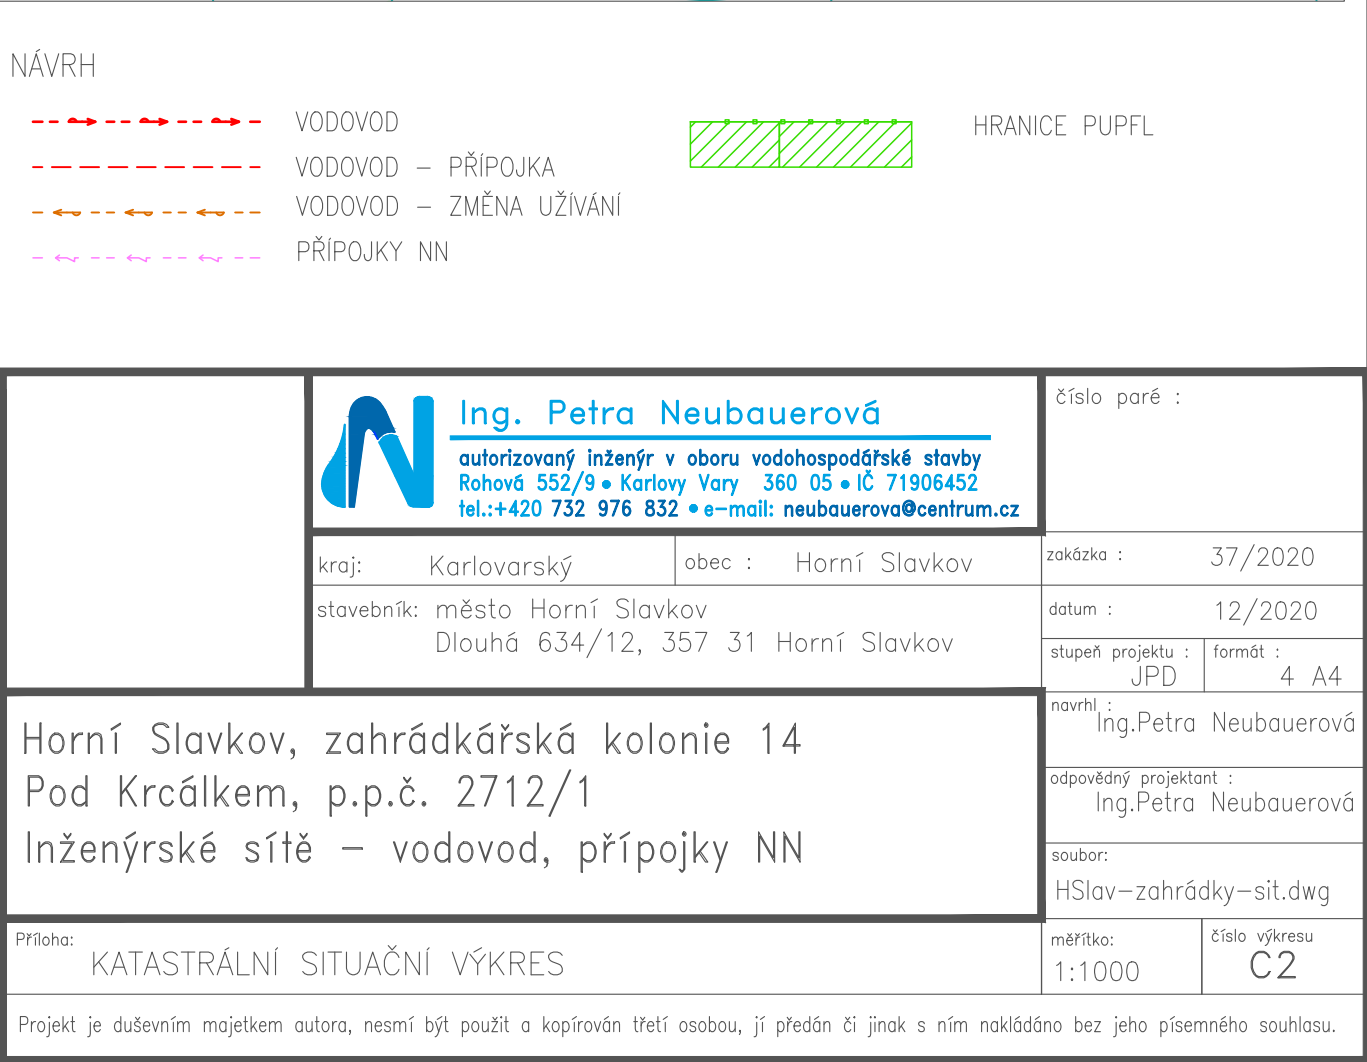 NÁVRH
VODOVOD
HRANICE PUPFL
VODOVOD – PŘÍPOJKA
VODOVOD – ZMĚNA UŽÍVÁNÍ
PŘÍPOJKY NN
Ing. Petra Neubauerová
autorizovaný inženýr v oboru vodohospodářské stavby
Rohová 552/9 • Karlovy Vary 360 05 • IČ 71906452
tel.:+420 732 976 832 • e–mail: neubauerova@centrum.cz
číslo paré :
kraj: Karlovarský
obec : Horní Slavkov
zakázka : 37/2020
stavebník: město Horní Slavkov
Dlouhá 634/12, 357 31 Horní Slavkov
datum : 12/2020
stupeň projektu : JPD
formát : 4 A4
navrhl : Ing.Petra Neubauerová
odpovědný projektant :
Ing.Petra Neubauerová
soubor:
HSlav–zahrádky–sit.dwg
Horní Slavkov, zahrádkářská kolonie 14
Pod Krcálkem, p.p.č. 2712/1
Inženýrské sítě – vodovod, přípojky NN
Příloha: KATASTRÁLNÍ SITUAČNÍ VÝKRES
měřítko:
1:1000
číslo výkresu
C2
Projekt je duševním majetkem autora, nesmí být použit a kopírován třetí osobou, jí předán či jinak s ním nakládáno bez jeho písemného souhlasu.